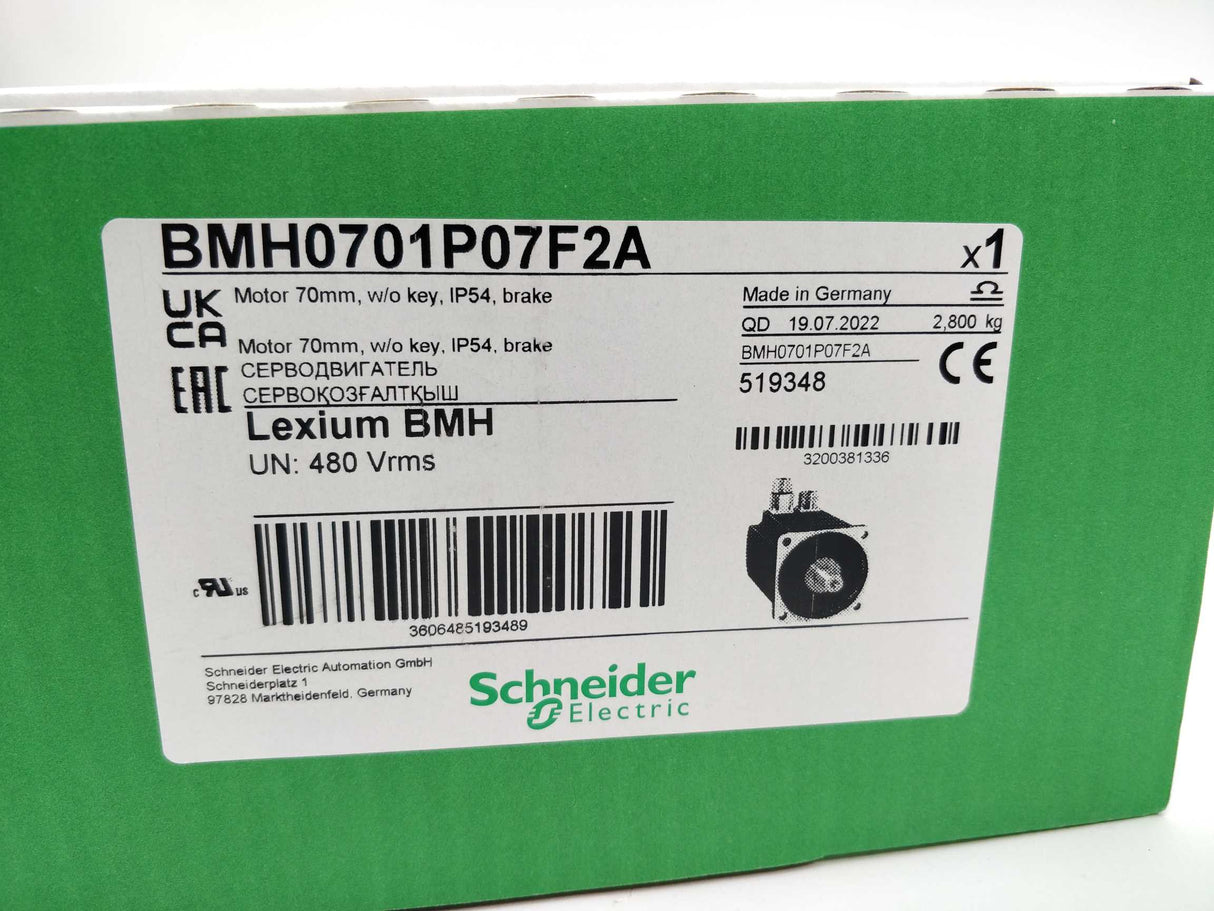 BMH0701P07F2A
x1
UK
CA
Motor 70mm, w/o key, IP54, brake
Motor 70mm, w/o key, IP54, brake
EAC
СЕРВОДВИГАТЕЛЬ
СЕРВОҚОЗҒАЛТҚЫШ
Lexium BMH
UN: 480 Vrms
Made in Germany
QD 19.07.2022
2,800 kg
BMH0701P07F2A
519348
CE
3200381336
c RU US
3606485193489
Schneider Electric Automation GmbH
Schneiderplatz 1
97828 Marktheidenfeld, Germany
Schneider
Electric